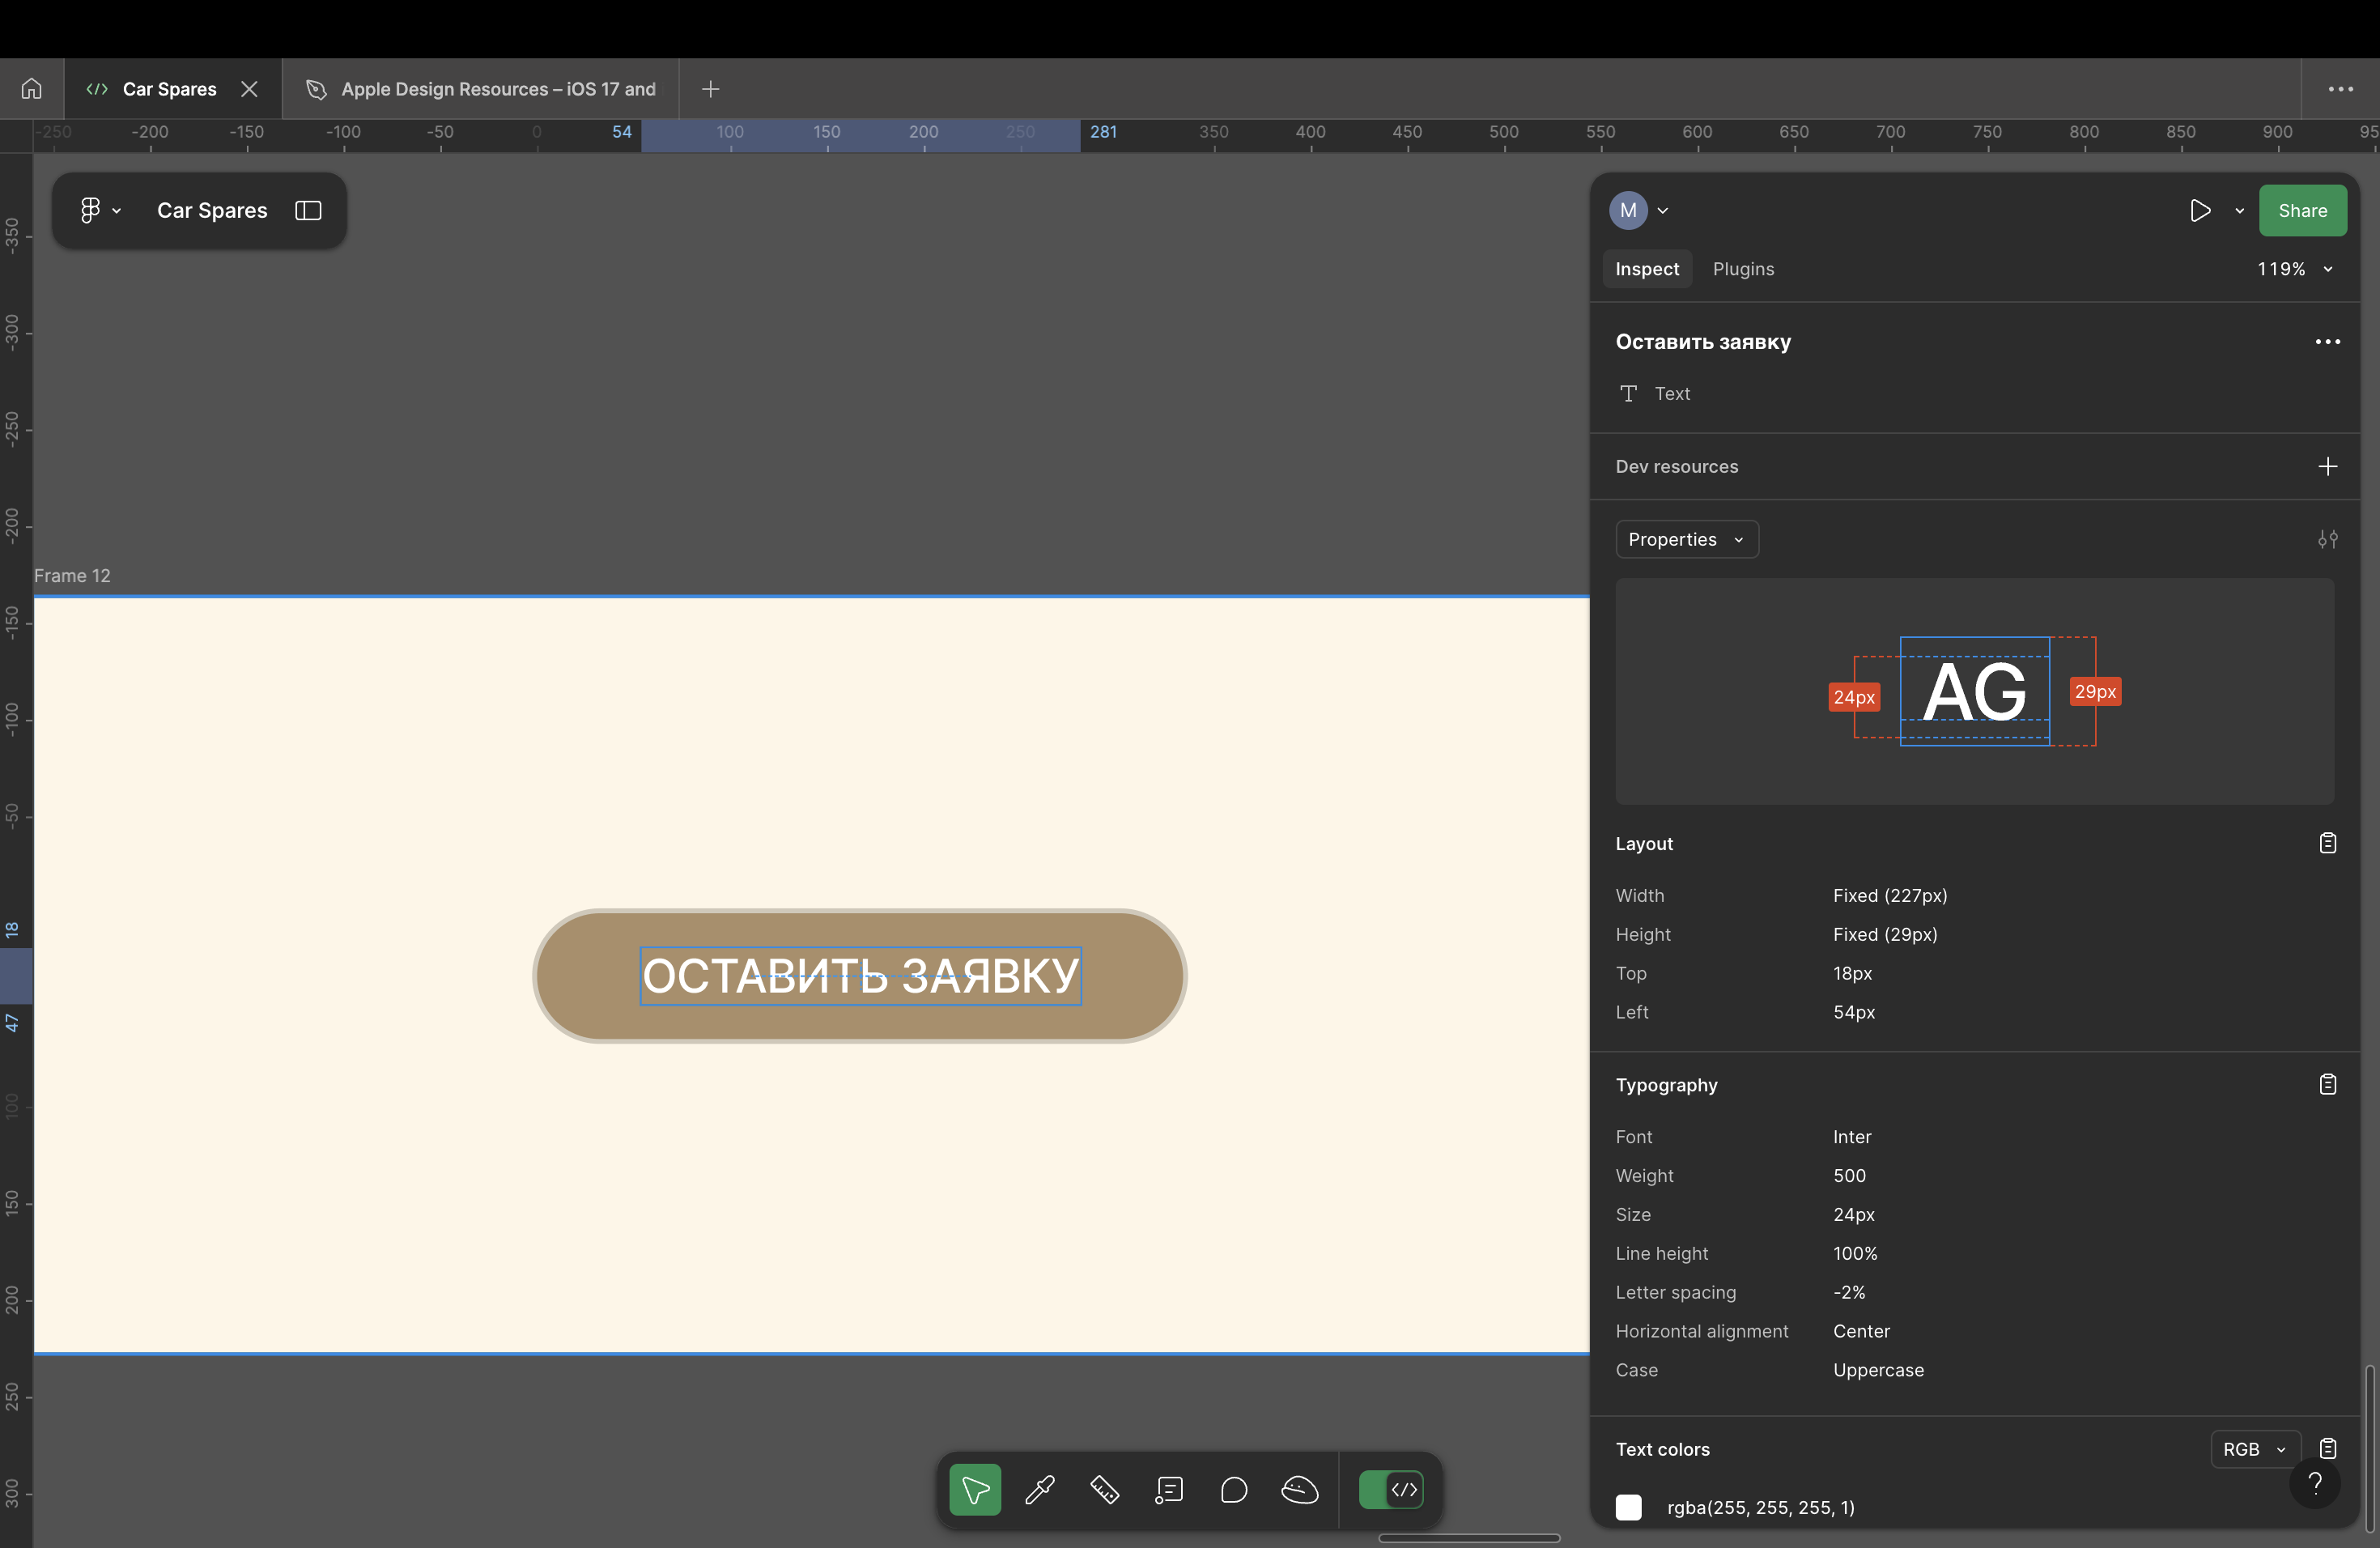 Car Spares
Apple Design Resources – iOS 17 and
-250 -200 -150 -100 -50 0 54 100 150 200 250 281 350 400 450 500 550 600 650 700 750 800 850 900 95
Car Spares
M
Share
Inspect Plugins 119%
Оставить заявку
Text
Dev resources
Properties
24px AG 29px
Layout
Width Fixed (227px)
Height Fixed (29px)
Top 18px
Left 54px
Typography
Font Inter
Weight 500
Size 24px
Line height 100%
Letter spacing -2%
Horizontal alignment Center
Case Uppercase
Text colors RGB
rgba(255, 255, 255, 1)
?
-350
-300
-250
-200
-150
-100
-50
18
47
100
150
200
250
300
Frame 12
ОСТАВИТЬ ЗАЯВКУ